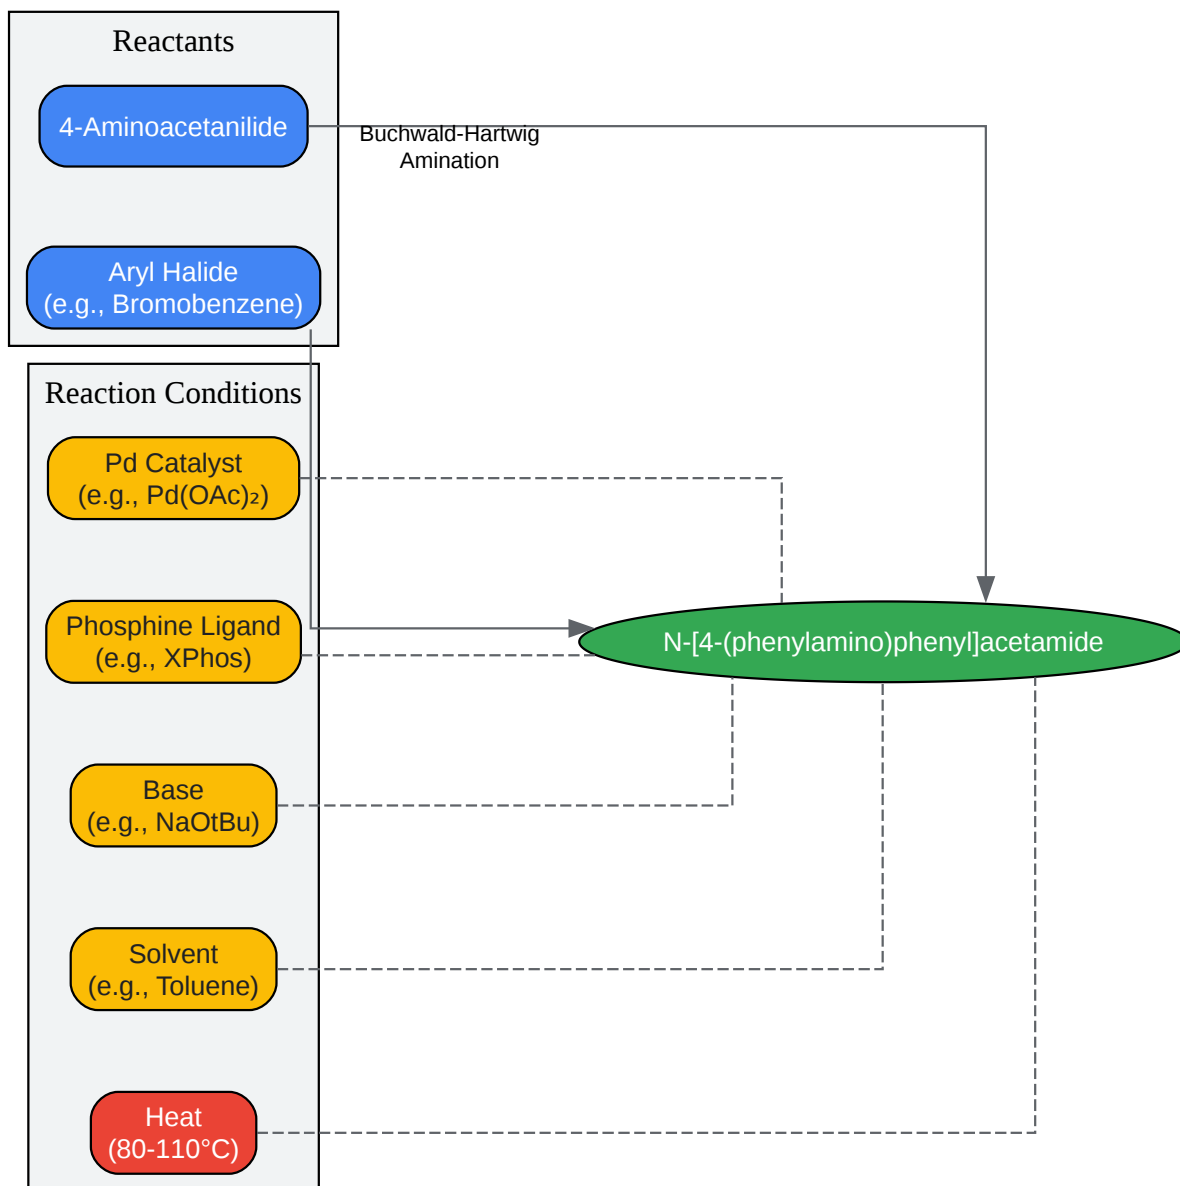 Reactants
4-Aminoacetanilide
Buchwald-Hartwig
Amination
Aryl Halide
(e.g., Bromobenzene)
Reaction Conditions
Pd Catalyst
(e.g., Pd(OAc)₂)
Phosphine Ligand
(e.g., XPhos)
N-[4-(phenylamino)phenyl]acetamide
Base
(e.g., NaOtBu)
Solvent
(e.g., Toluene)
Heat
(80-110°C)